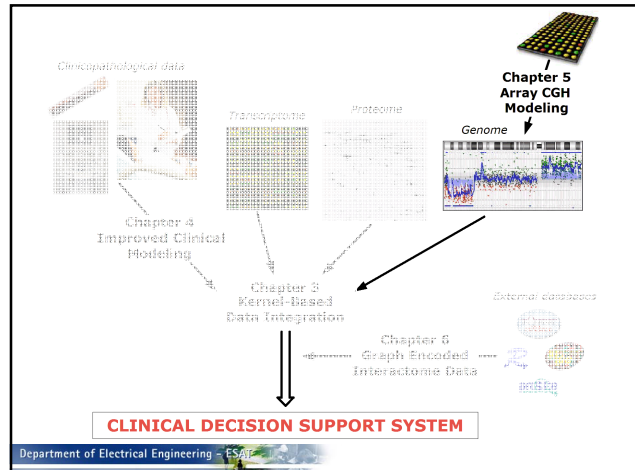 Clinicopathological data
Chapter 5
Array CGH
Modeling
Transcriptome
Proteome
Genome
Chapter 4
Improved Clinical
Modeling
Chapter 3
Kernel-Based
Data Integration
External databases
Chapter 6
Graph Encoded
Interactome Data
CLINICAL DECISION SUPPORT SYSTEM
Department of Electrical Engineering - ESAT